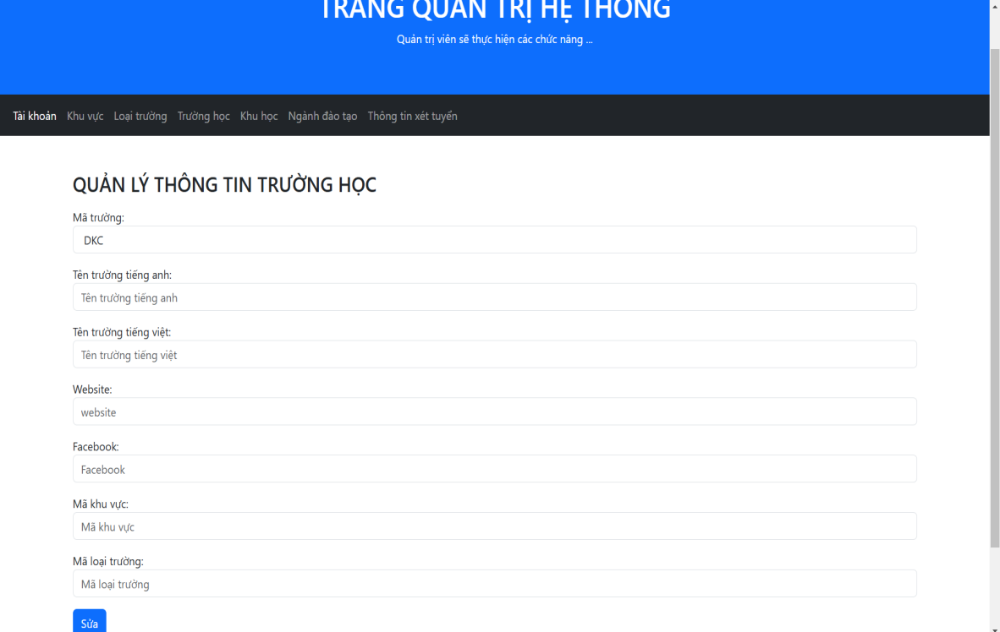 TRANG QUẢN TRỊ HỆ THỐNG
Quản trị viên sẽ thực hiện các chức năng ...
Tài khoản Khu vực Loại trường Trường học Khu học Ngành đào tạo Thông tin xét tuyển
QUẢN LÝ THÔNG TIN TRƯỜNG HỌC
Mã trường:
DKC
Tên trường tiếng anh:
Tên trường tiếng anh
Tên trường tiếng việt:
Tên trường tiếng việt
Website:
website
Facebook:
Facebook
Mã khu vực:
Mã khu vực
Mã loại trường:
Mã loại trường
Sửa